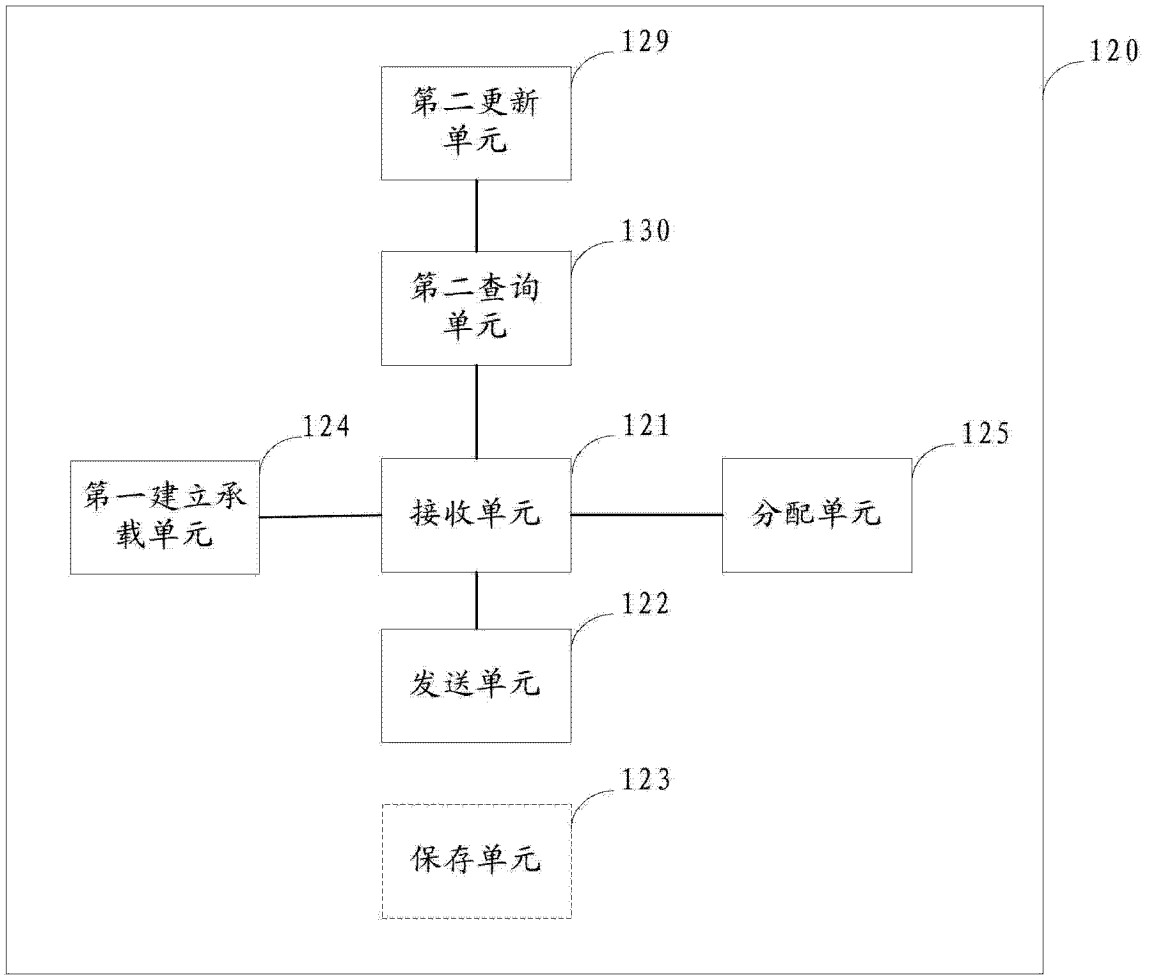 129
120
第二更新
单元
130
第二查询
单元
124
121
125
第一建立承
载单元
接收单元
分配单元
122
发送单元
123
保存单元